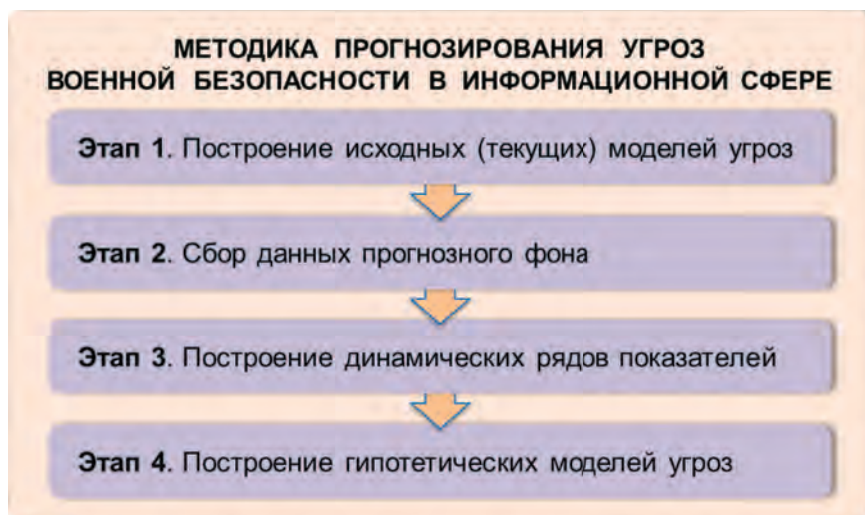 МЕТОДИКА ПРОГНОЗИРОВАНИЯ УГРОЗ
ВОЕННОЙ БЕЗОПАСНОСТИ В ИНФОРМАЦИОННОЙ СФЕРЕ
Этап 1. Построение исходных (текущих) моделей угроз
Этап 2. Сбор данных прогнозного фона
Этап 3. Построение динамических рядов показателей
Этап 4. Построение гипотетических моделей угроз